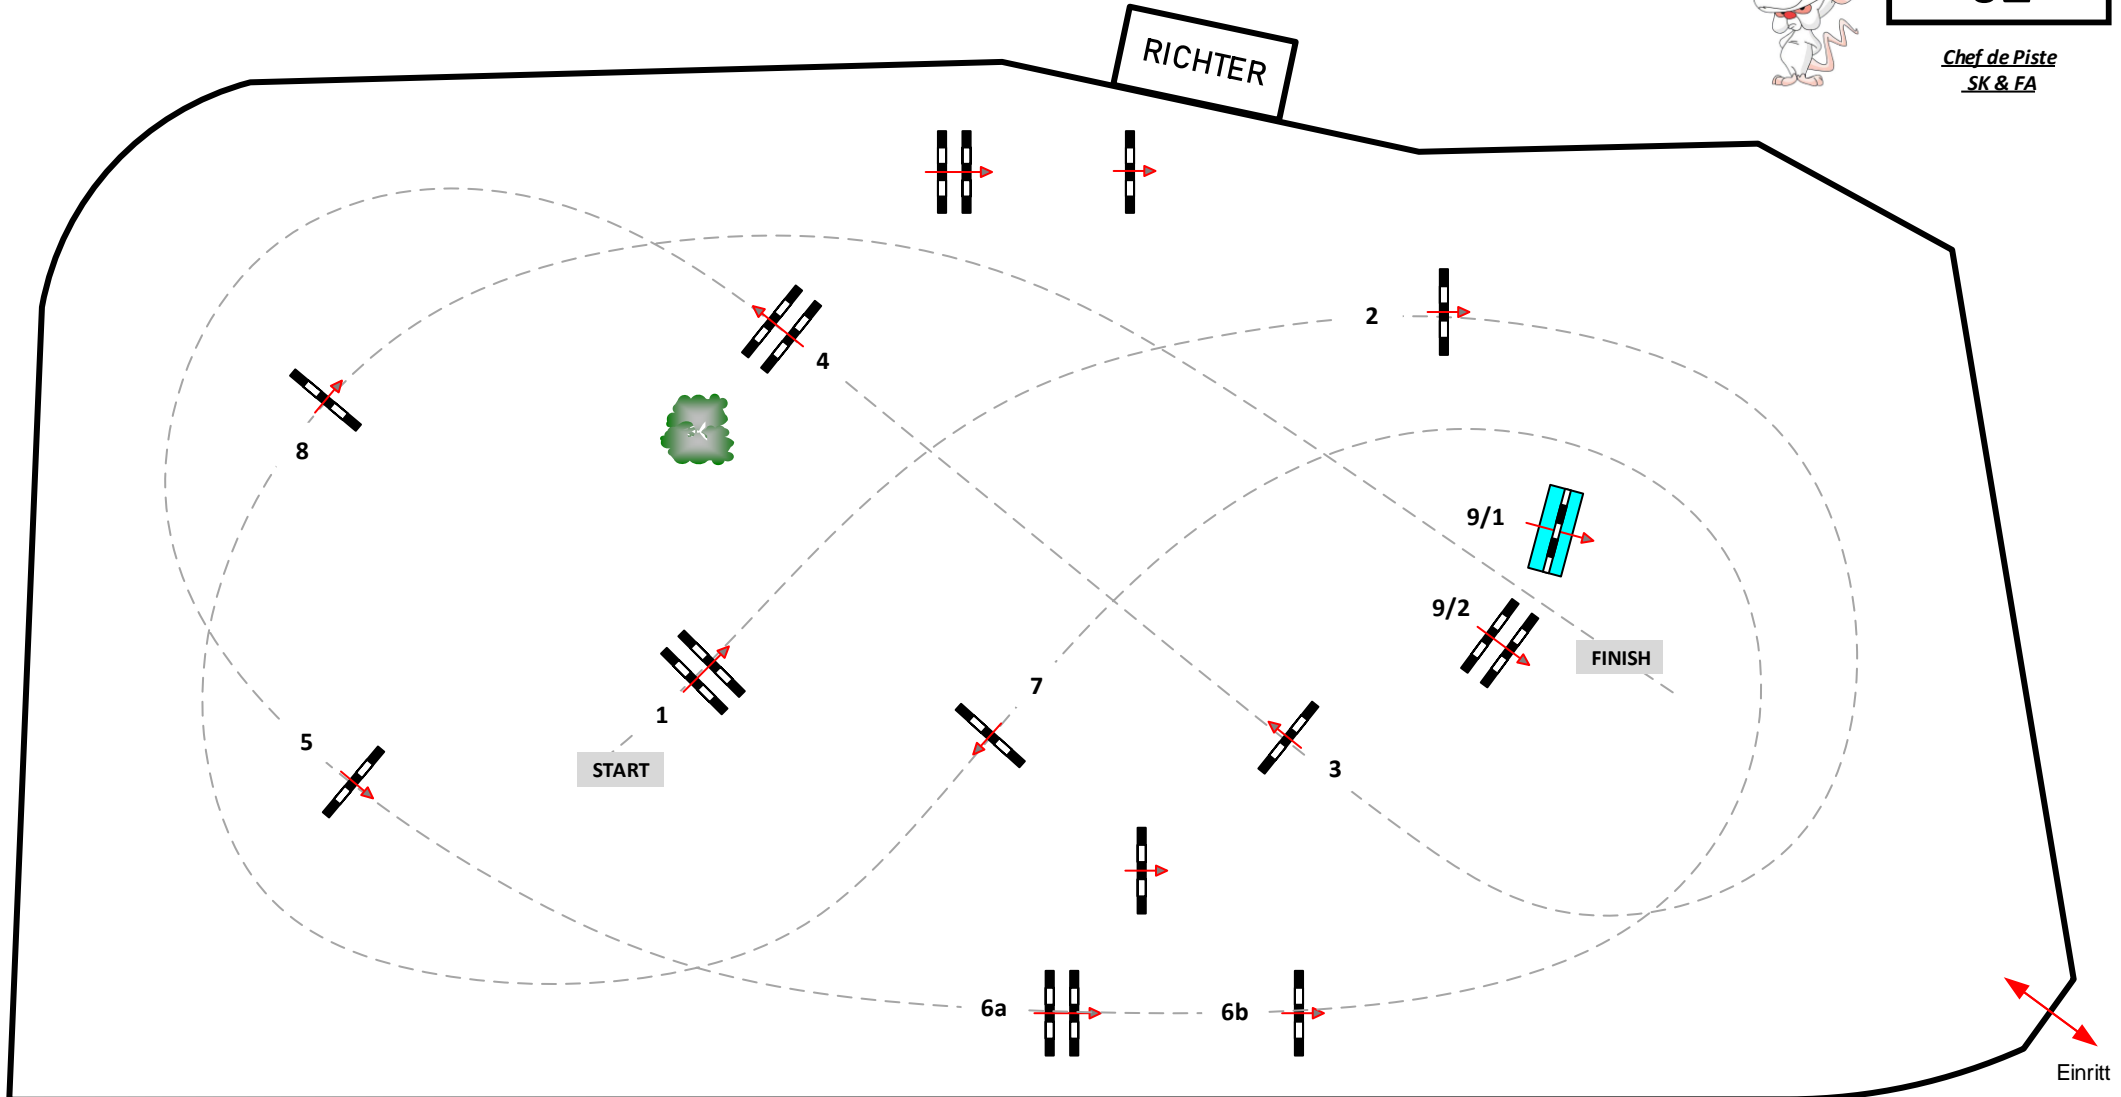 RICHTER
Chef de Piste
SK & FA
2
4
8
9/1
9/2
FINISH
7
1
5
START
3
6a
6b
Einritt